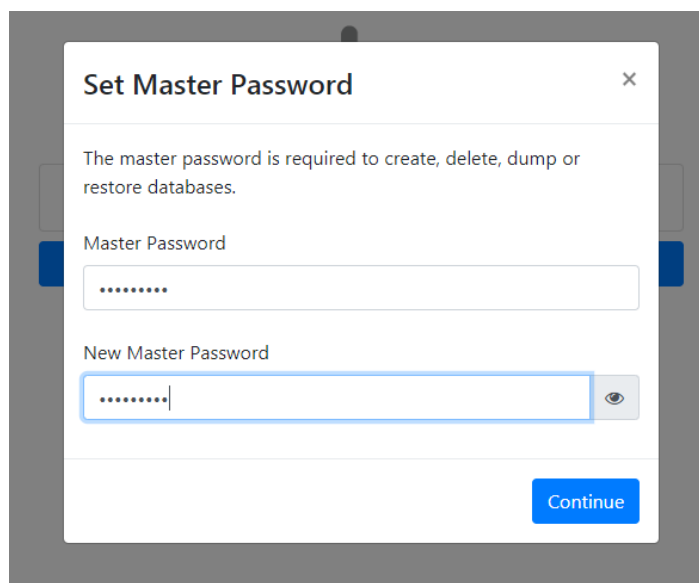 Set Master Password
×
The master password is required to create, delete, dump or
restore databases.
Master Password
•••••••••
New Master Password
•••••••••
Continue